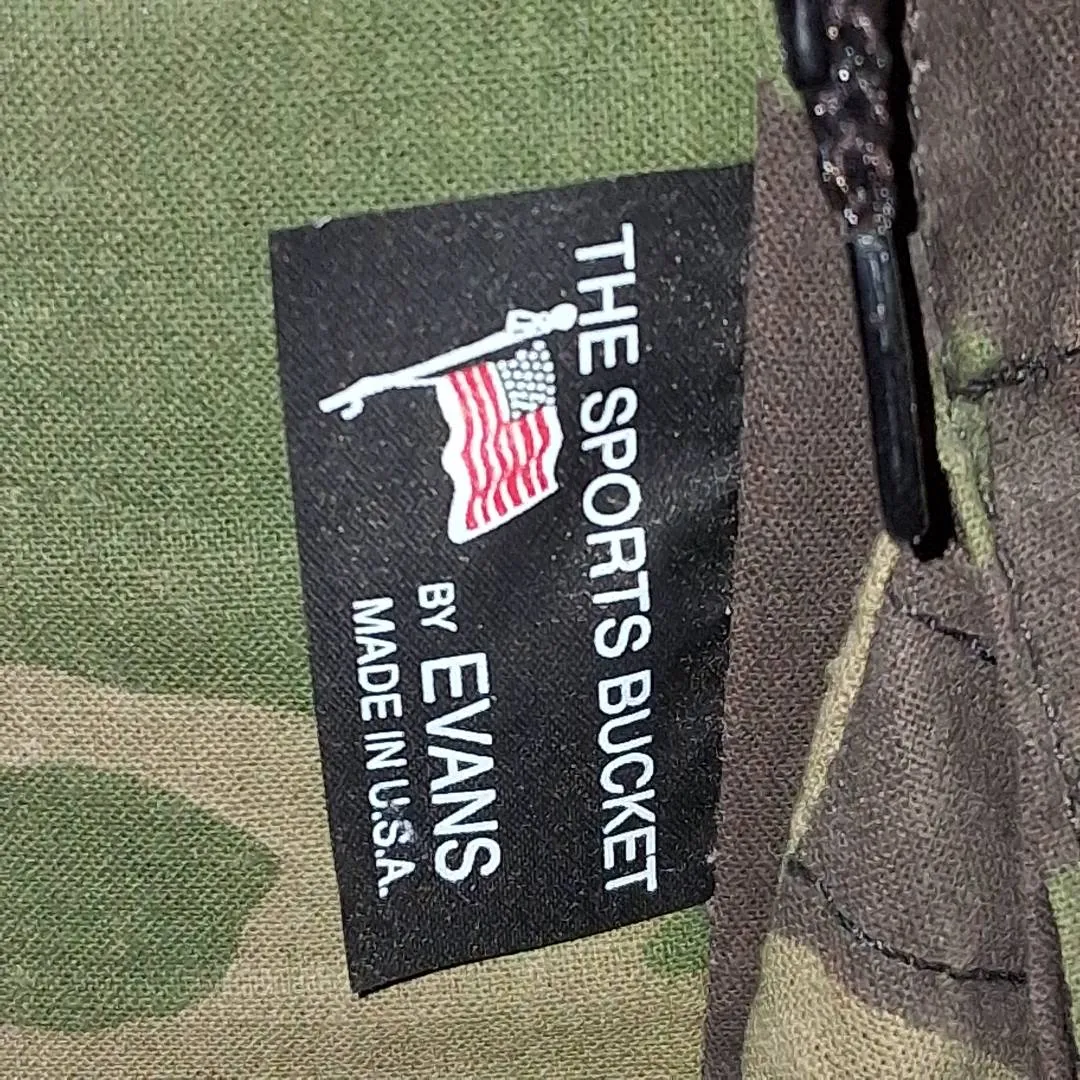 THE SPORTS BUCKET
BY EVANS
MADE IN U.S.A.